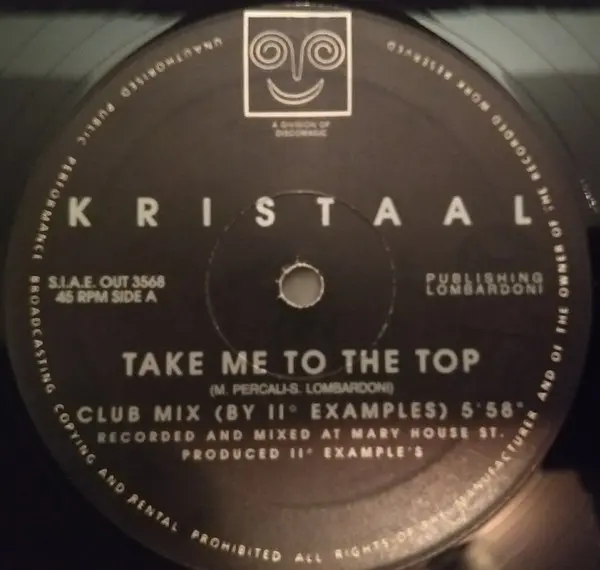 A DIVISION OF
DISCOMAGIC
KRISTAAL
S.I.A.E. OUT 3568
45 RPM SIDE A
PUBLISHING
LOMBARDONI
TAKE ME TO THE TOP
(M. PERCALI-S. LOMBARDONI)
CLUB MIX (BY II° EXAMPLES) 5'58"
RECORDED AND MIXED AT MARY HOUSE ST.
PRODUCED II° EXAMPLE'S
UNAUTHORISED PUBLIC PERFORMANCE BROADCASTING COPYING AND RENTAL PROHIBITED ALL RIGHTS OF THE MANUFACTURER AND OF THE OWNER OF THE RECORDED WORK RESERVED